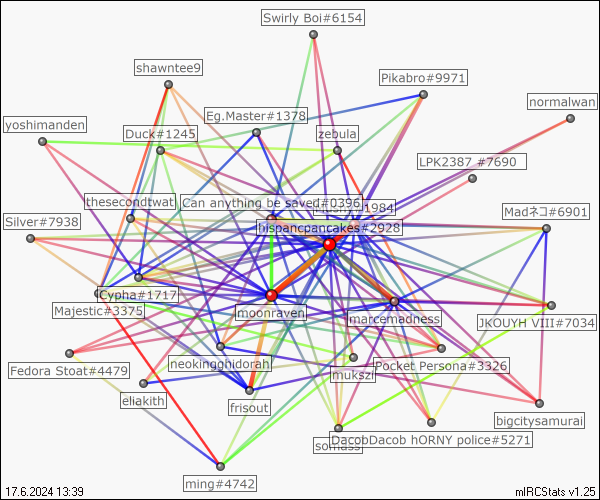 Swirly Boi#6154
shawntee9
Pikabro#9971
normalwan
Eg.Master#1378
yoshimanden
Duck#1245
zebula
LPK2387 #7690
thesecondtwat
Can anything be saved#0396
1984
Madネコ#6901
Silver#7938
hispancpancakes#2928
Cypha#1717
Majestic#3375
moonraven
marcemadness
JKOUYH VIII#7034
Fedora Stoat#4479
neokingghidorah
mukszi
Pocket Persona#3326
eliakith
frisout
bigcitysamurai
somass
DacobDacob hORNY police#5271
ming#4742
17.6.2024 13:39
mIRCStats v1.25